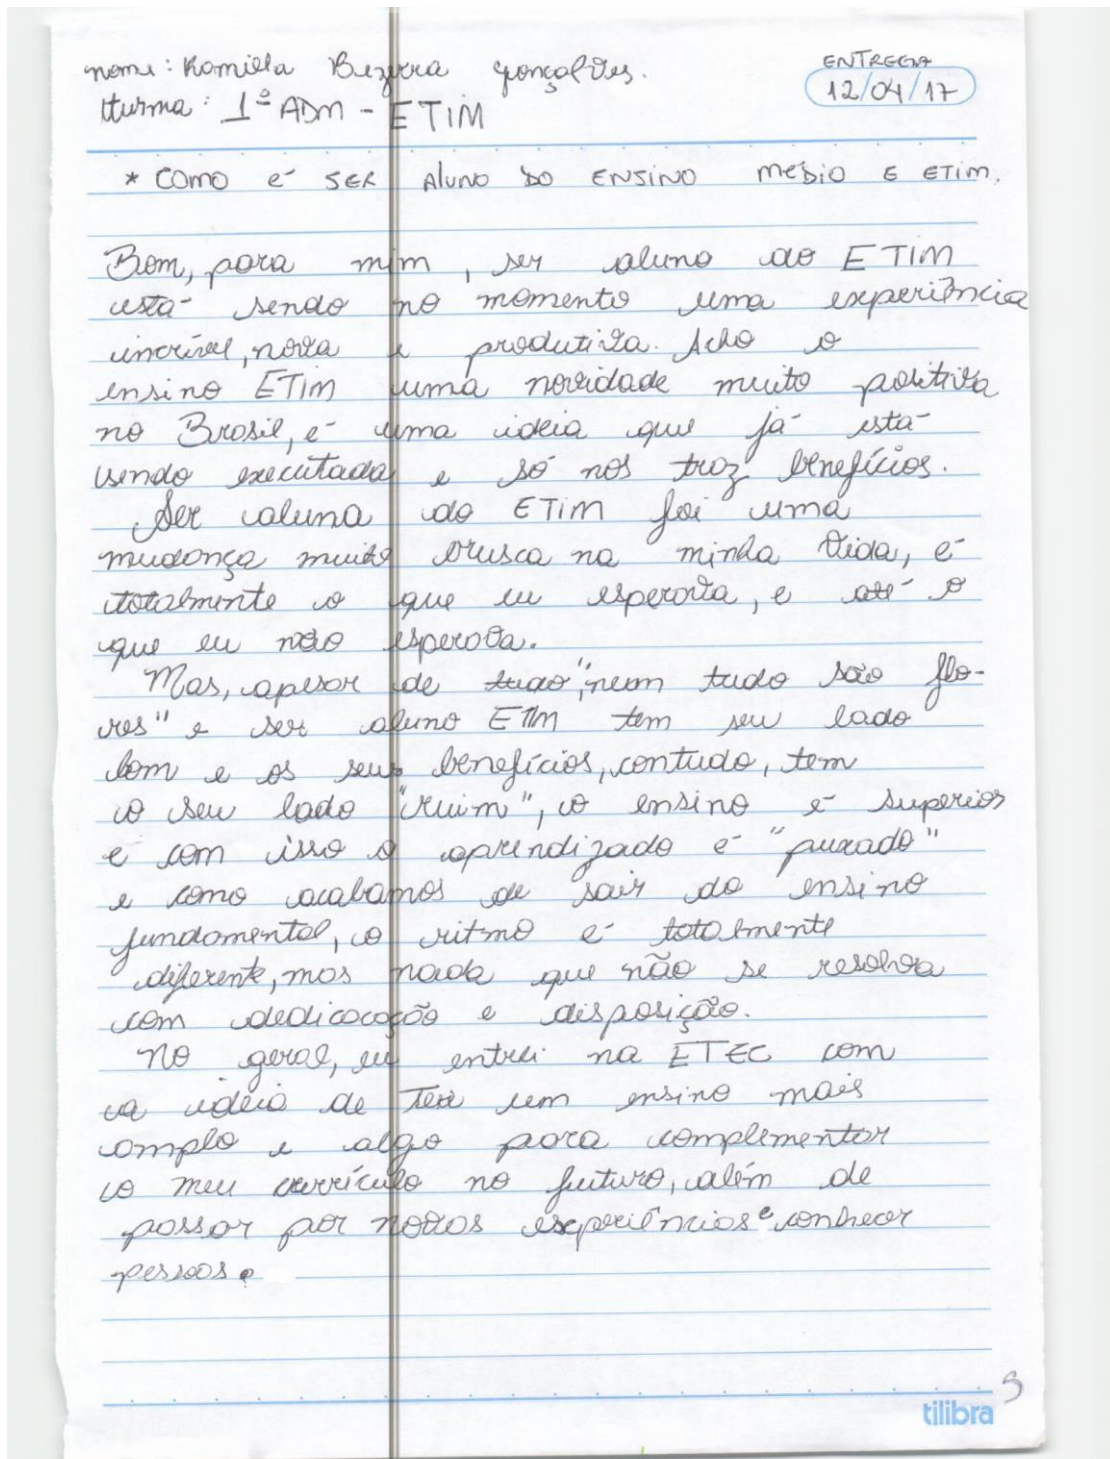 nome: Kamilla Bezerra Gonçalves.
ENTREGA
12/04/17
turma: 1º ADM - ETIM
* COMO é SER ALUNO DO ENSINO MÉDIO E ETIM.
Bom, para mim, ser aluno do ETIM
está sendo no momento uma experiência
incrível, nova e produtiva. Acho o
ensino ETIM uma novidade muito positiva
no Brasil, é uma ideia que já está
sendo executada e só nos traz benefícios.
Ser aluna do ETIM foi uma
mudança muito brusca na minha vida, é
totalmente o que eu esperava, e até o
que eu não esperava.
Mas, apesar de tudo, "nem tudo são flo-
res" e ser aluno ETIM tem seu lado
bom e os seus benefícios, contudo, tem
o seu lado "ruim", o ensino é superior
e com isso o aprendizado é "puxado"
e como acabamos de sair do ensino
fundamental, o ritmo é totalmente
diferente, mas nada que não se resolva
com dedicocação e disposição.
No geral, eu entrei na ETEC com
a ideia de ter um ensino mais
amplo e algo para complementar
o meu currículo no futuro, além de
passar por novas experiências e conhecer
pessoas.
tilibra